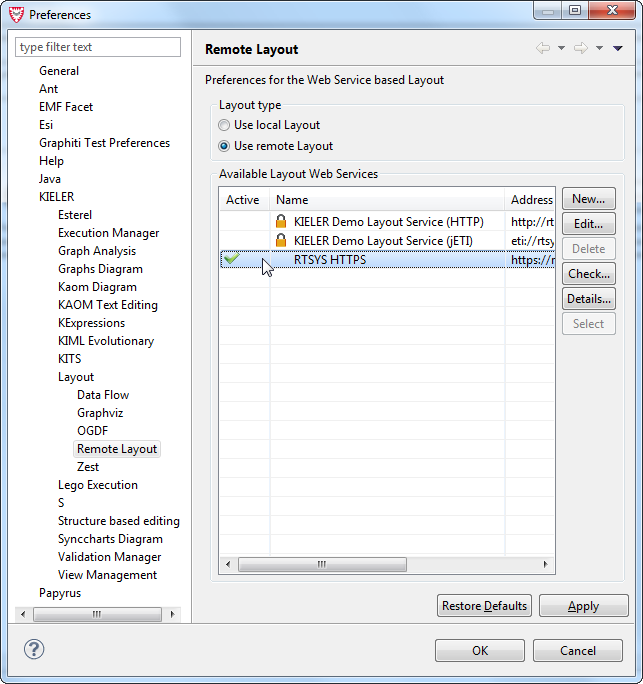 Preferences
type filter text
General
Ant
EMF Facet
Esi
Graphiti Test Preferences
Help
Java
KIELER
Esterel
Execution Manager
Graph Analysis
Graphs Diagram
Kaom Diagram
KAOM Text Editing
KExpressions
KIML Evolutionary
KITS
Layout
Data Flow
Graphviz
OGDF
Remote Layout
Zest
Lego Execution
S
Structure based editing
Synccharts Diagram
Validation Manager
View Management
Papyrus
Remote Layout
Preferences for the Web Service based Layout
Layout type
Use local Layout
Use remote Layout
Available Layout Web Services
Active Name Address
KIELER Demo Layout Service (HTTP) http://rt
KIELER Demo Layout Service (jETI) eti://rtsy
RTSYS HTTPS https://r
New...
Edit...
Delete
Check...
Details...
Select
Restore Defaults Apply
? OK Cancel